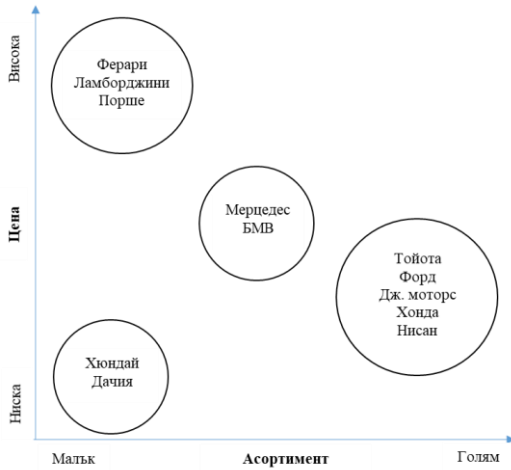 Висока
Ферари
Ламборджини
Порше
Цена
Мерцедес
БМВ
Тойота
Форд
Дж. моторс
Хонда
Нисан
Хюндай
Дачия
Ниска
Малък
Асортимент
Голям